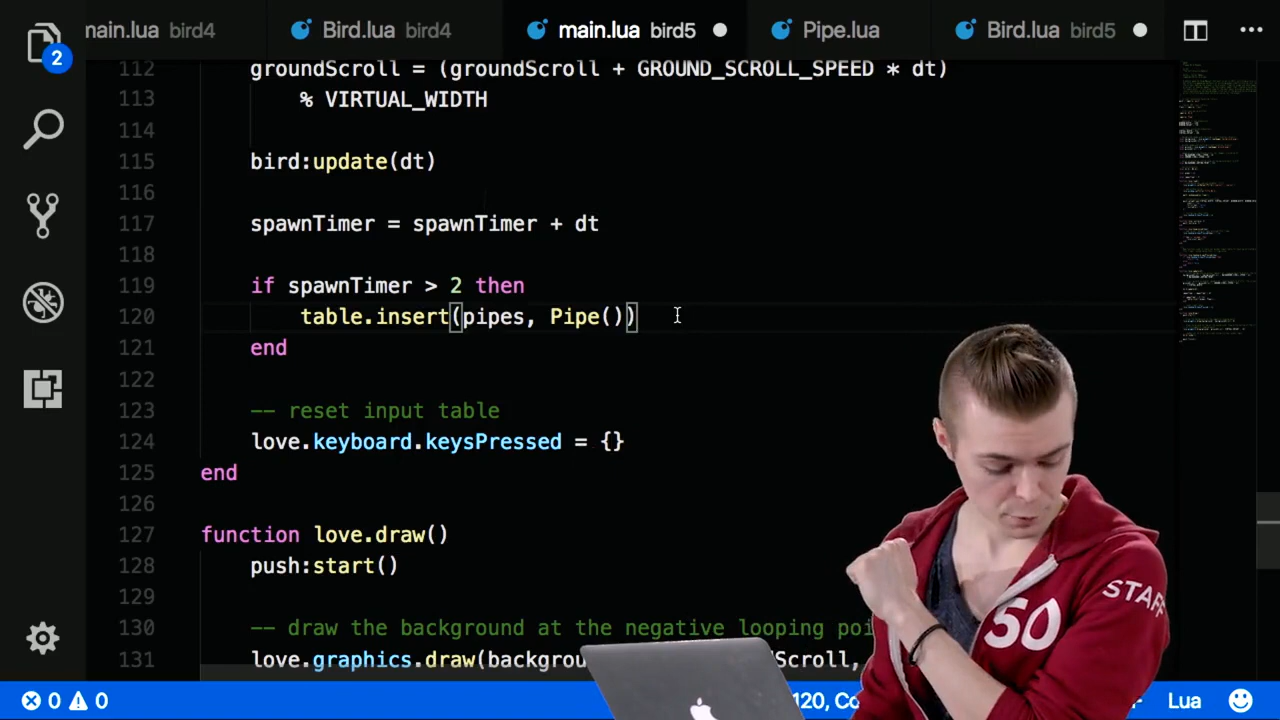 main.lua bird4
Bird.lua bird4
main.lua bird5
Pipe.lua
Bird.lua bird5
2
112 groundScroll = (groundScroll + GROUND_SCROLL_SPEED * dt)
113 % VIRTUAL_WIDTH
114
115 bird:update(dt)
116
117 spawnTimer = spawnTimer + dt
118
119 if spawnTimer > 2 then
120 table.insert(pipes, Pipe())
121 end
122
123 -- reset input table
124 love.keyboard.keysPressed = {}
125 end
126
127 function love.draw()
128 push:start()
129
130 -- draw the background at the negative looping poi
131 love.graphics.draw(backgrou Scroll,
0 0
120, Co
Lua
STAFF
50